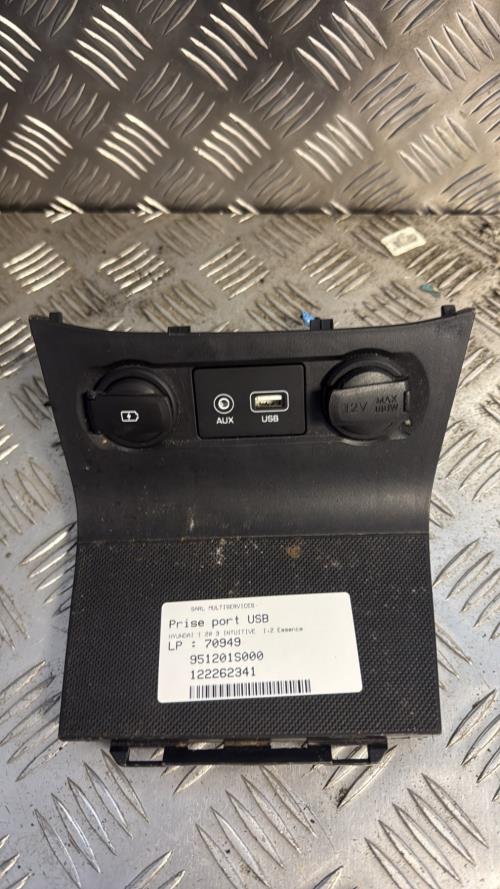 AUX
USB
12V
MAX
180W
SARL MULTISERVICES
Prise port USB
HYUNDAI I 20 3 INTUITIVE 1.2 Essence
LP : 70949
951201S000
122262341